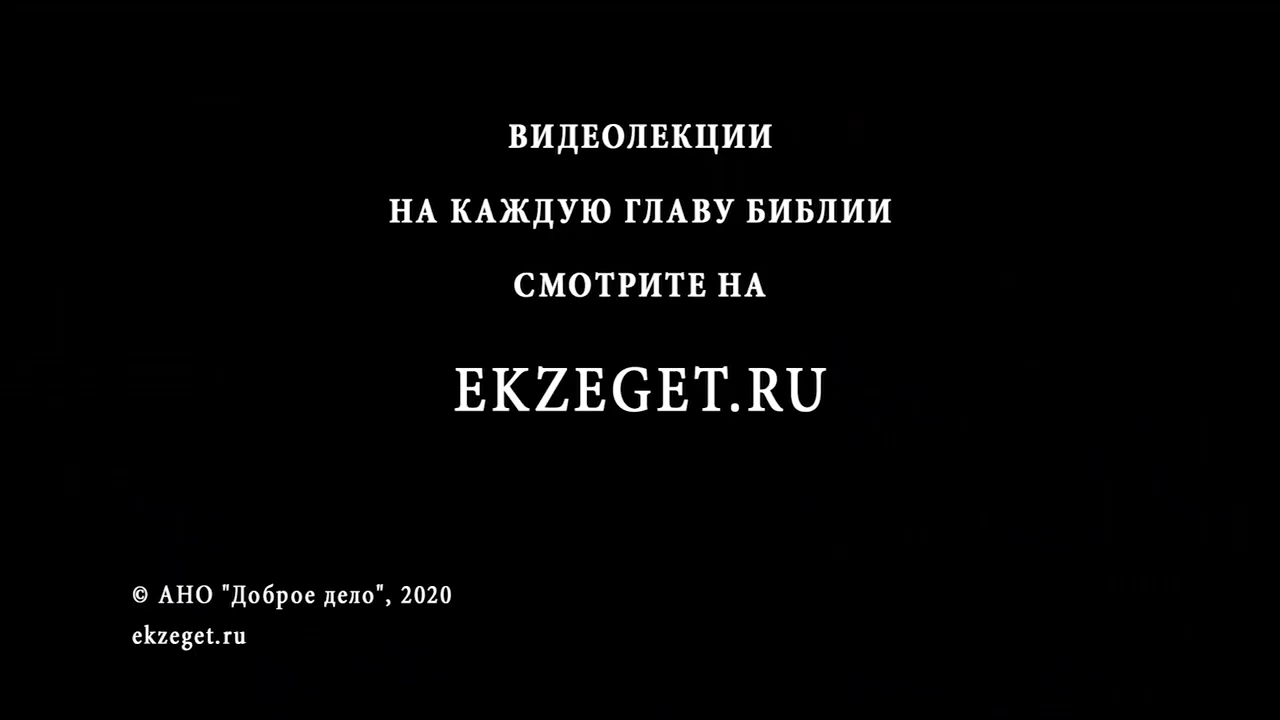 ВИДЕОЛЕКЦИИ
НА КАЖДУЮ ГЛАВУ БИБЛИИ
СМОТРИТЕ НА
EKZEGET.RU
© АНО "Доброе дело", 2020
ekzeget.ru